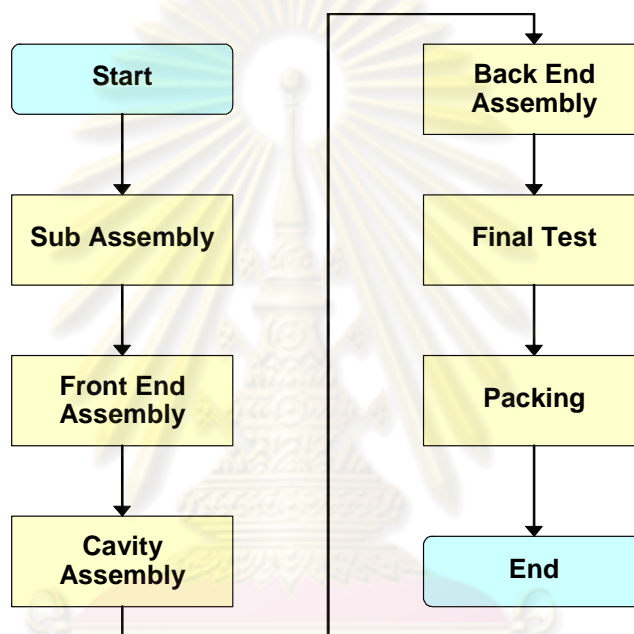 Start
Sub Assembly
Front End
Assembly
Cavity
Assembly
Back End
Assembly
Final Test
Packing
End